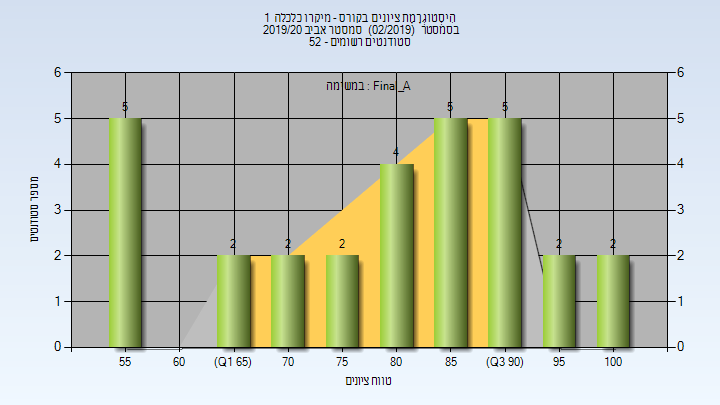 היסטוגרמת ציונים בקורס - מיקרו כלכלה 1
בסמסטר (02/2019) סמסטר אביב 2019/20
סטודנטים רשומים - 52
במשימה : Final_A
6 6
5 5 5 5 5
4 4 4
3 3
2 2 2 2 2 2 2
1 1
0 0
55 60 (Q1 65) 70 75 80 85 (Q3 90) 95 100
מספר סטודנטים
טווח ציונים